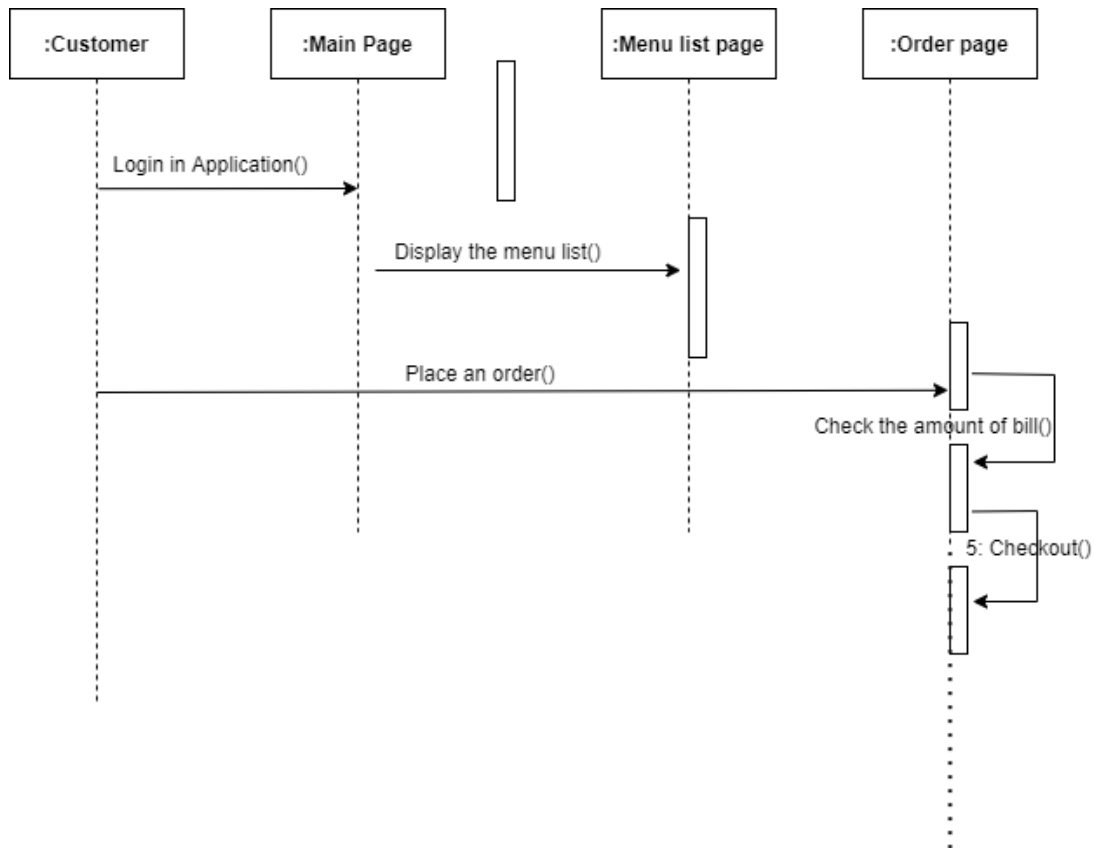 :Customer
:Main Page
:Menu list page
:Order page
Login in Application()
Display the menu list()
Place an order()
Check the amount of bill()
5: Checkout()